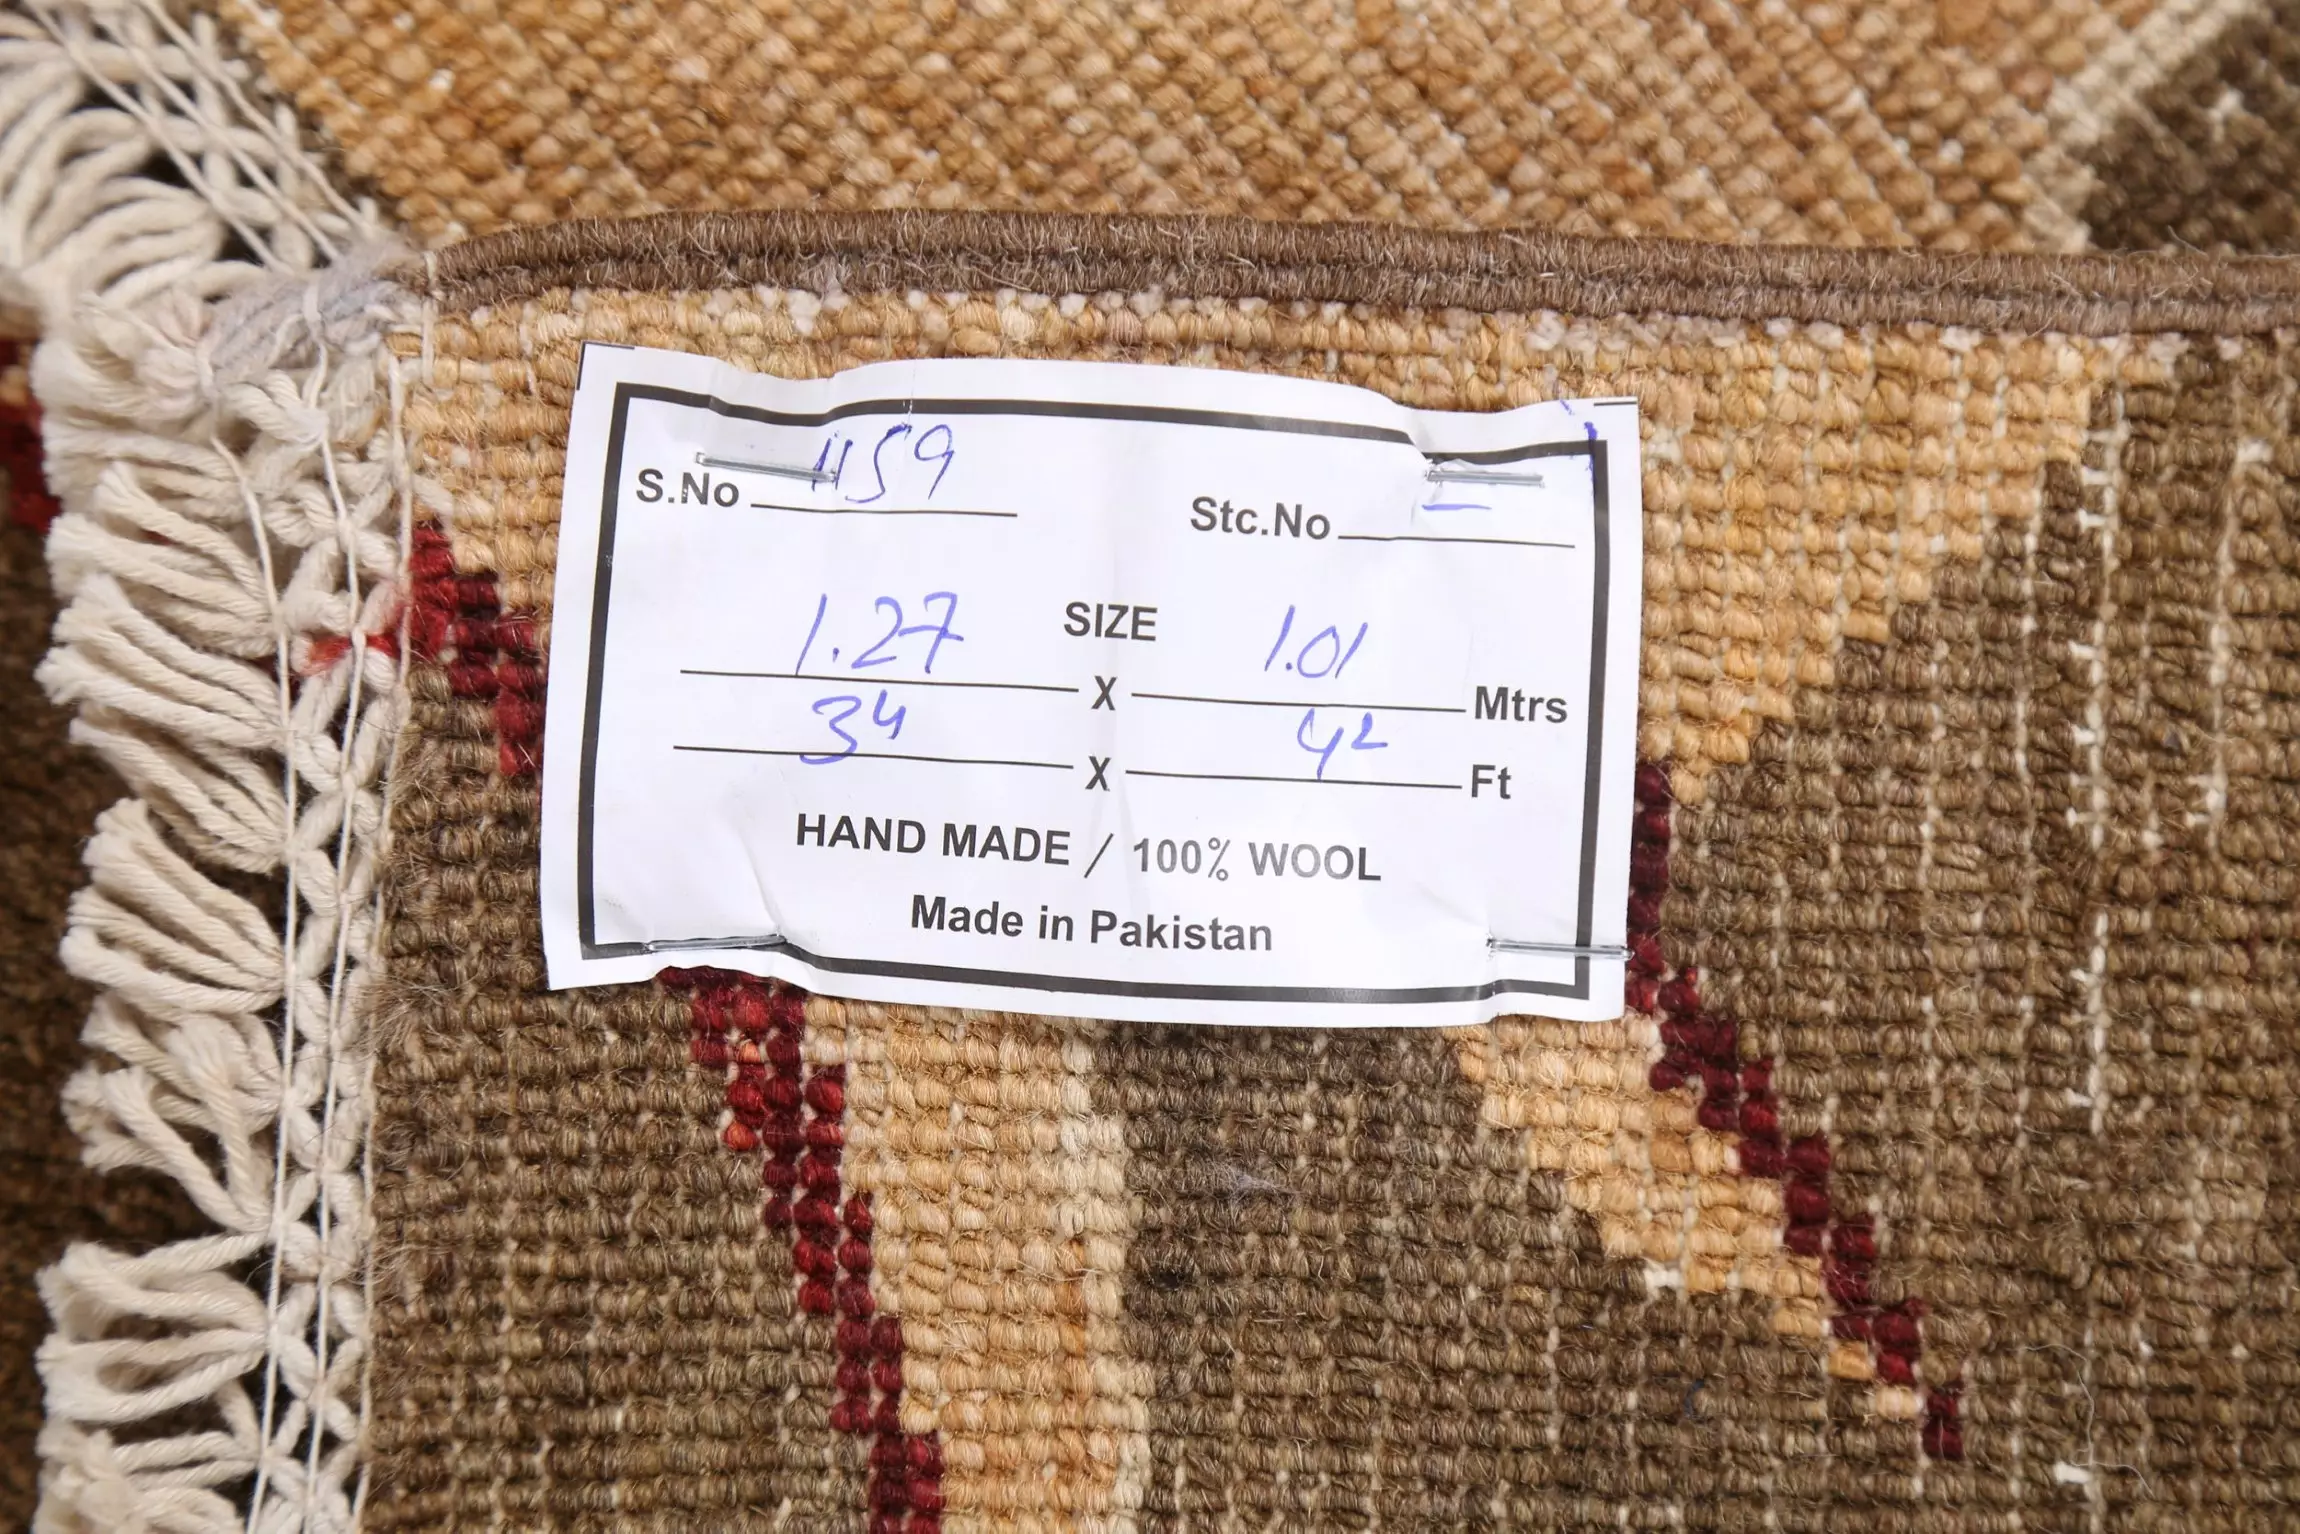 S.No 1159 Stc.No –
SIZE
1.27 X 1.01 Mtrs
3⁴ X 4² Ft
HAND MADE / 100% WOOL
Made in Pakistan